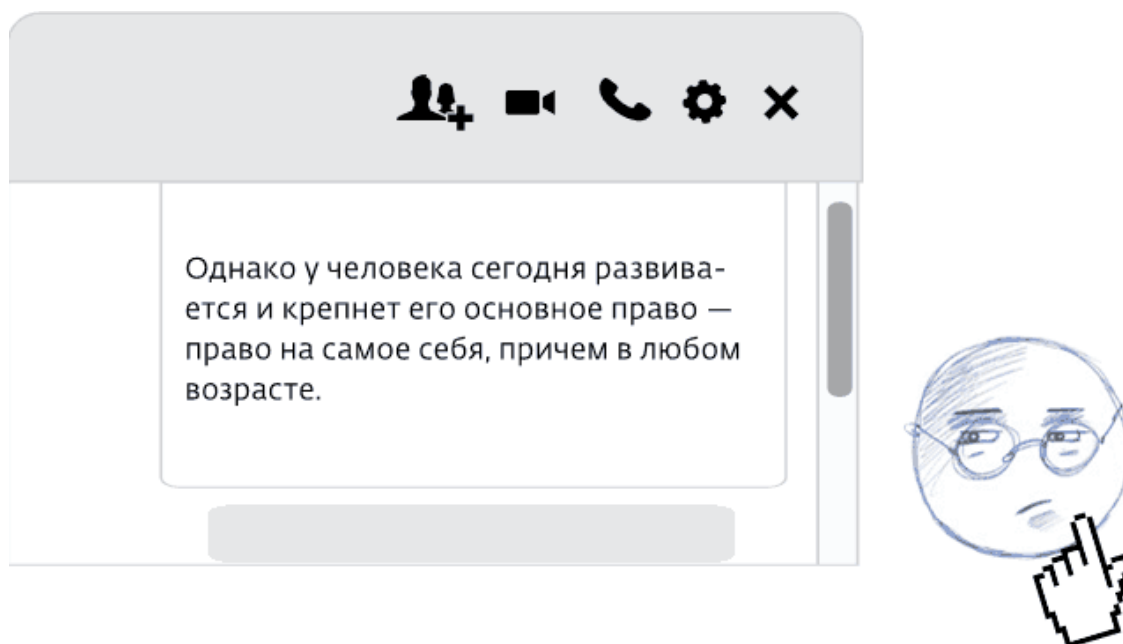 Однако у человека сегодня развива-
ется и крепнет его основное право —
право на самое себя, причем в любом
возрасте.